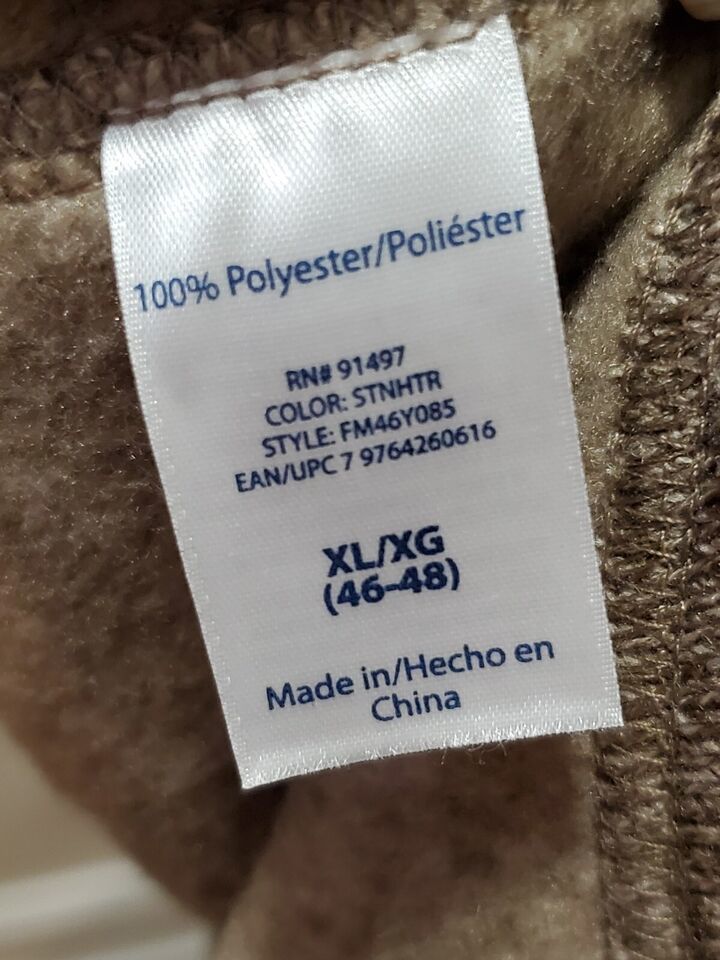 100% Polyester/Poliéster
RN# 91497
COLOR: STNHTR
STYLE: FM46Y085
EAN/UPC 7 9764260616
XL/XG
(46-48)
Made in/Hecho en
China